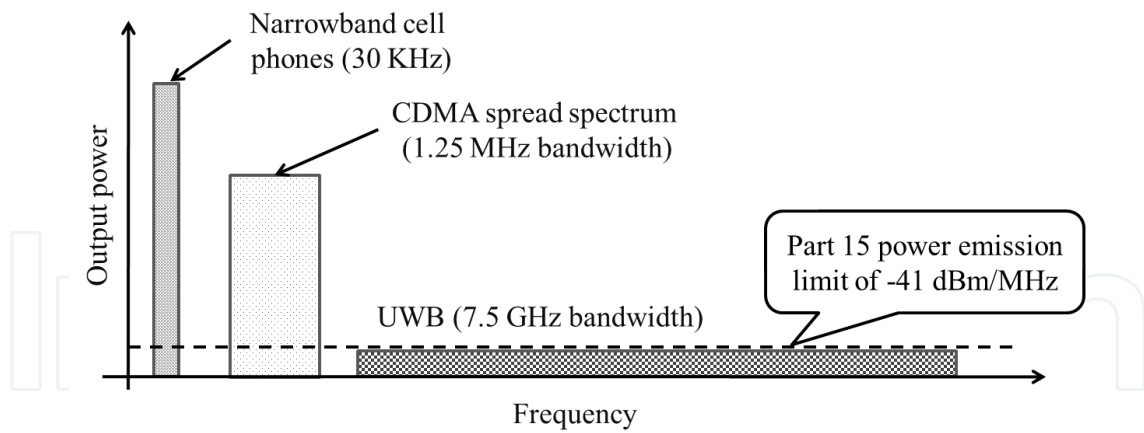 Narrowband cell
phones (30 KHz)
CDMA spread spectrum
(1.25 MHz bandwidth)
Output power
Part 15 power emission
limit of -41 dBm/MHz
UWB (7.5 GHz bandwidth)
Frequency